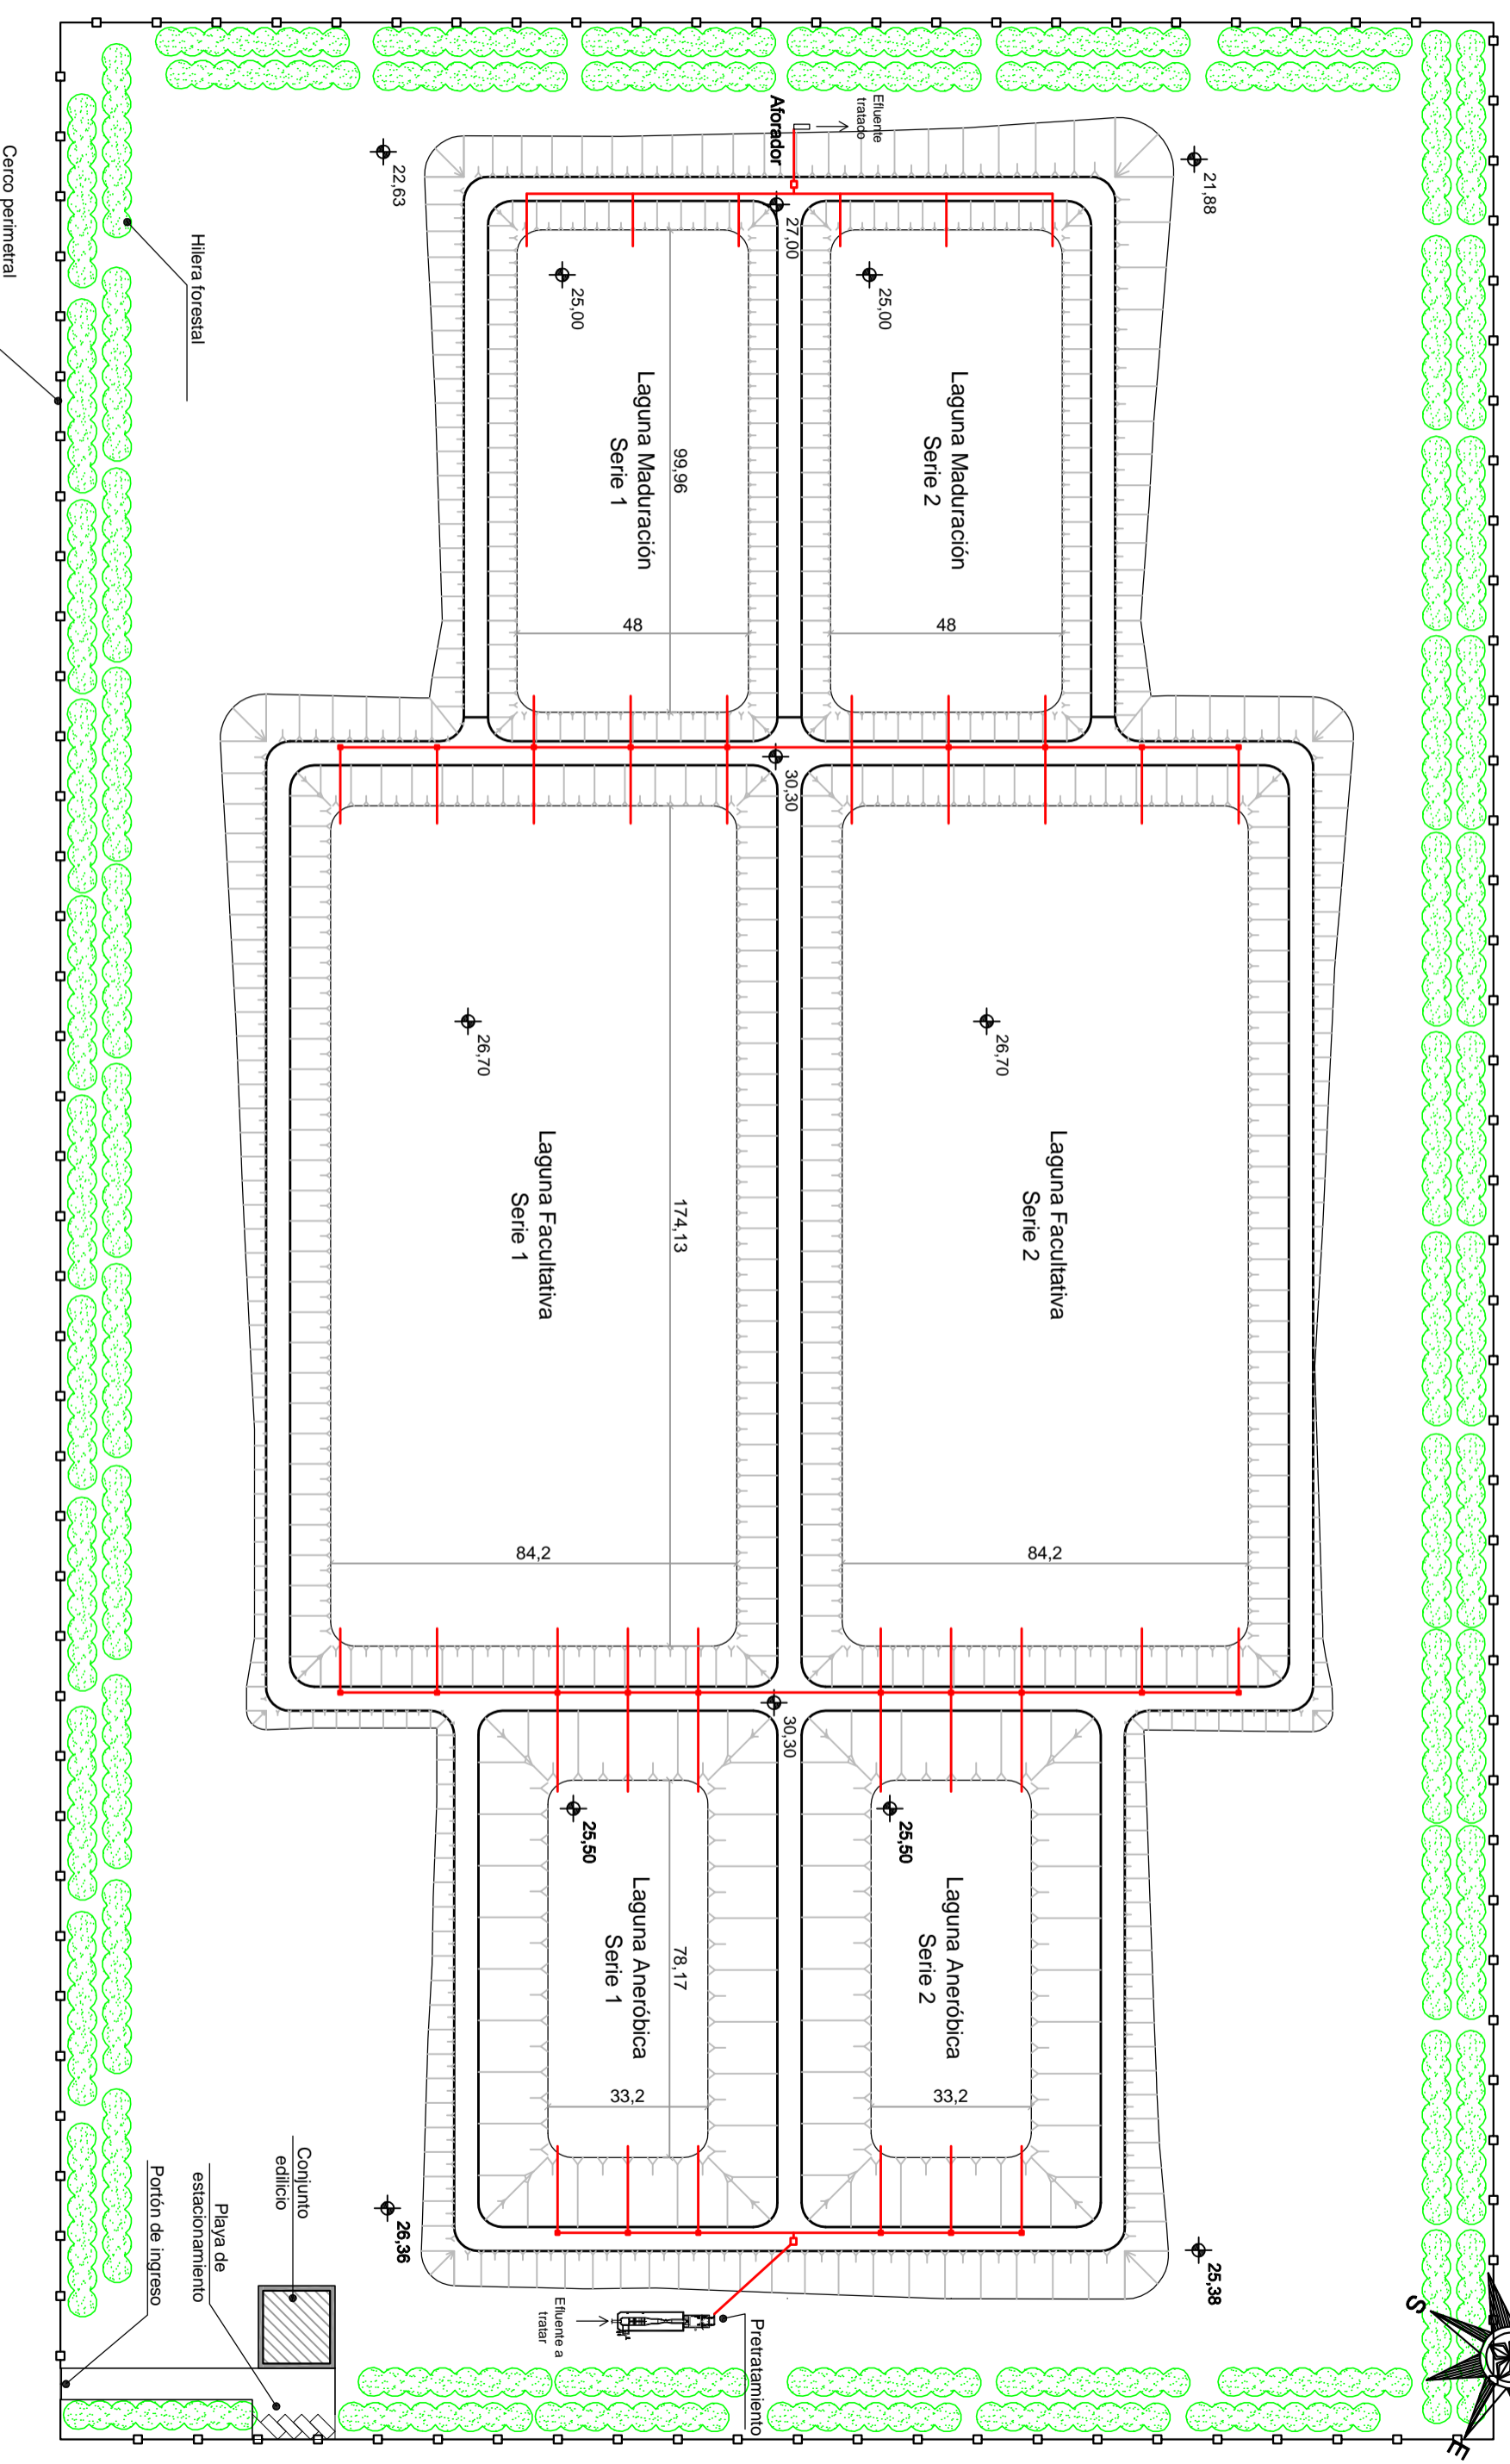 Efluente
tratado
Aforador
21,88
22,63
27,00
25,00
25,00
Hilera forestal
Cerco perimetral
Laguna Maduración
Serie 2
Laguna Maduración
Serie 1
99,96
48
48
30,30
26,70
26,70
Laguna Facultativa
Serie 2
Laguna Facultativa
Serie 1
174,13
84,2
84,2
30,30
25,50
25,50
Laguna Aneróbica
Serie 2
Laguna Aneróbica
Serie 1
78,17
33,2
33,2
26,36
25,38
Conjunto
edilicio
Playa de
estacionamiento
Portón de ingreso
Efluente a
tratar
Pretratamiento
S
E